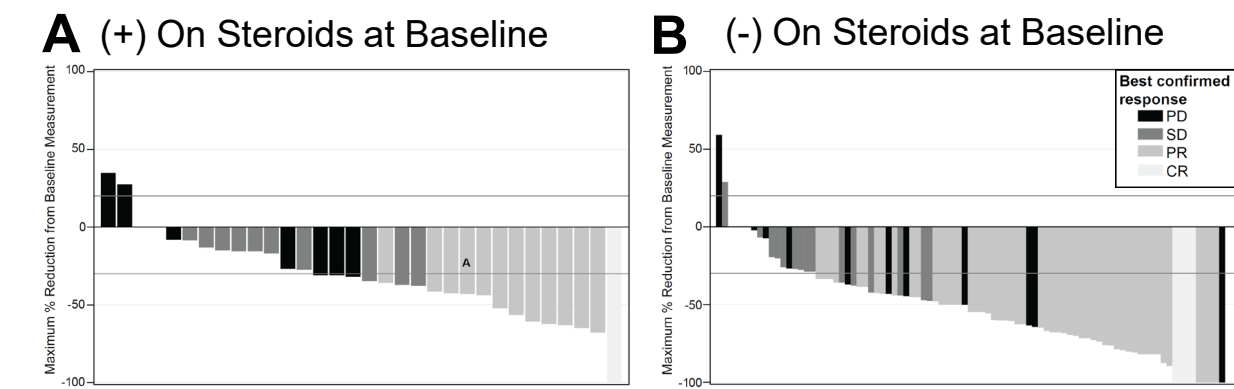 A (+) On Steroids at Baseline
Maximum % Reduction from Baseline Measurement
100
50
0
-50
-100
A
B (-) On Steroids at Baseline
Maximum % Reduction from Baseline Measurement
100
50
0
-50
-100
Best confirmed
response
PD
SD
PR
CR